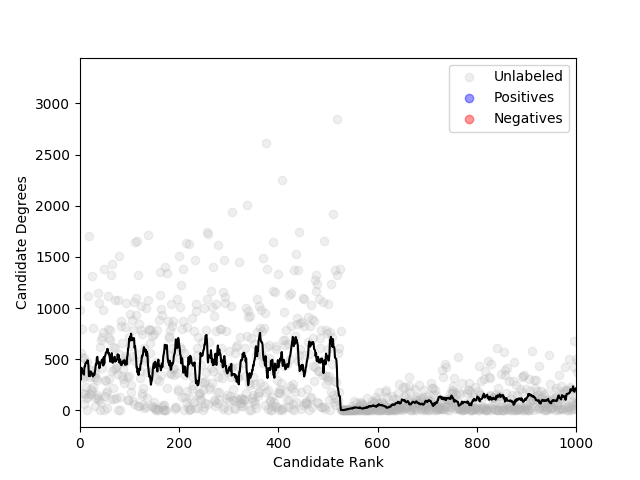 Unlabeled
Positives
Negatives
3000
2500
2000
1500
1000
500
0
Candidate Degrees
0 200 400 600 800 1000
Candidate Rank